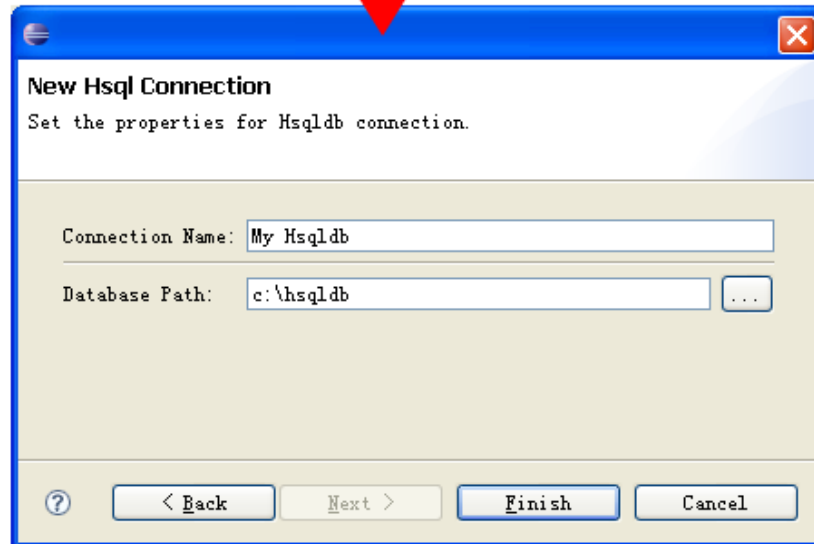 New Hsql Connection
Set the properties for Hsqldb connection.
Connection Name: My Hsqldb
Database Path: c:\hsqldb ...
? < Back Next > Finish Cancel